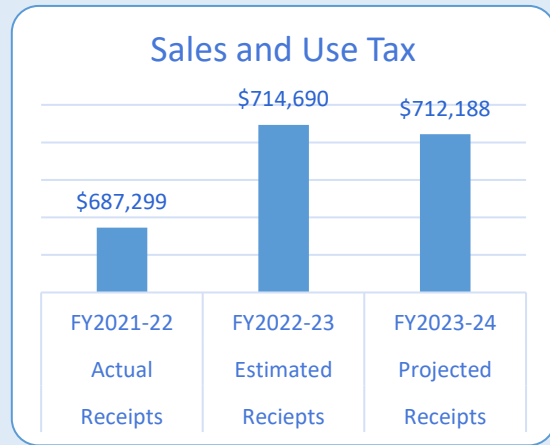 Sales and Use Tax
$714,690
$712,188
$687,299
FY2021-22 FY2022-23 FY2023-24
Actual Estimated Projected
Receipts Reciepts Receipts